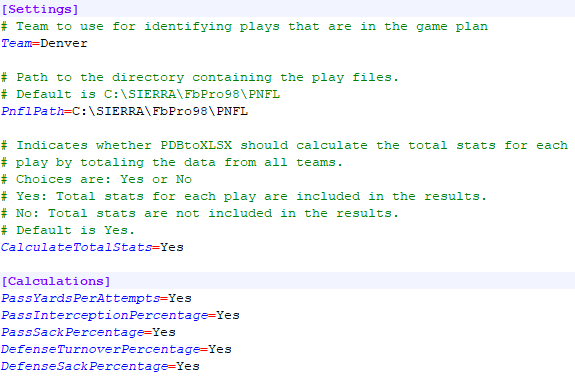 [Settings]
# Team to use for identifying plays that are in the game plan
Team=Denver
# Path to the directory containing the play files.
# Default is C:\SIERRA\FbPro98\PNFL
PnflPath=C:\SIERRA\FbPro98\PNFL
# Indicates whether PDBtoXLSX should calculate the total stats for each
# play by totaling the data from all teams.
# Choices are: Yes or No
# Yes: Total stats for each play are included in the results.
# No: Total stats are not included in the results.
# Default is Yes.
CalculateTotalStats=Yes
[Calculations]
PassYardsPerAttempts=Yes
PassInterceptionPercentage=Yes
PassSackPercentage=Yes
DefenseTurnoverPercentage=Yes
DefenseSackPercentage=Yes